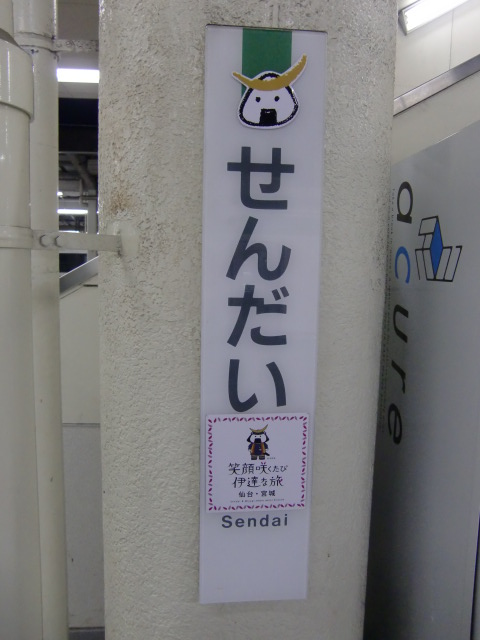 せんだい
笑顔咲くたび
伊達な旅
仙台・宮城
Sendai
acure